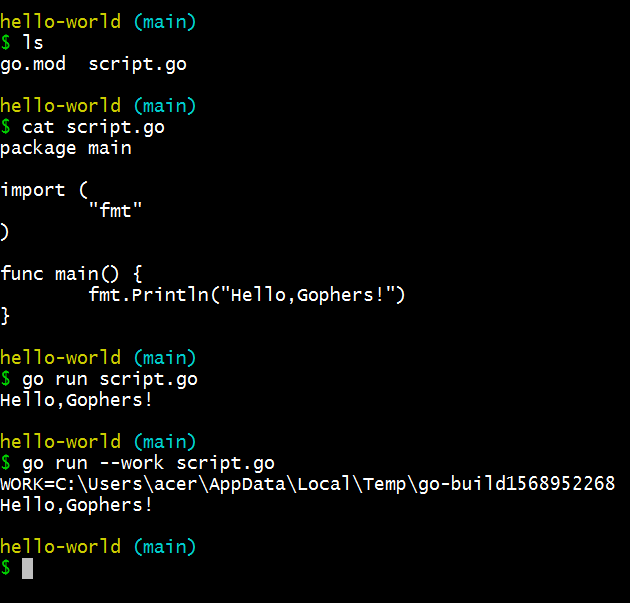 hello-world (main)
$ ls
go.mod  script.go
hello-world (main)
$ cat script.go
package main
import (
        "fmt"
)
func main() {
        fmt.Println("Hello,Gophers!")
}
hello-world (main)
$ go run script.go
Hello,Gophers!
hello-world (main)
$ go run --work script.go
WORK=C:\Users\acer\AppData\Local\Temp\go-build1568952268
Hello,Gophers!
hello-world (main)
$